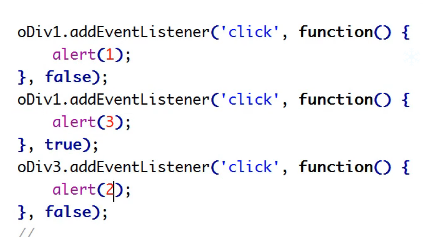 oDiv1.addEventListener('click', function() {
    alert(1);
}, false);
oDiv1.addEventListener('click', function() {
    alert(3);
}, true);
oDiv3.addEventListener('click', function() {
    alert(2);
}, false);
//